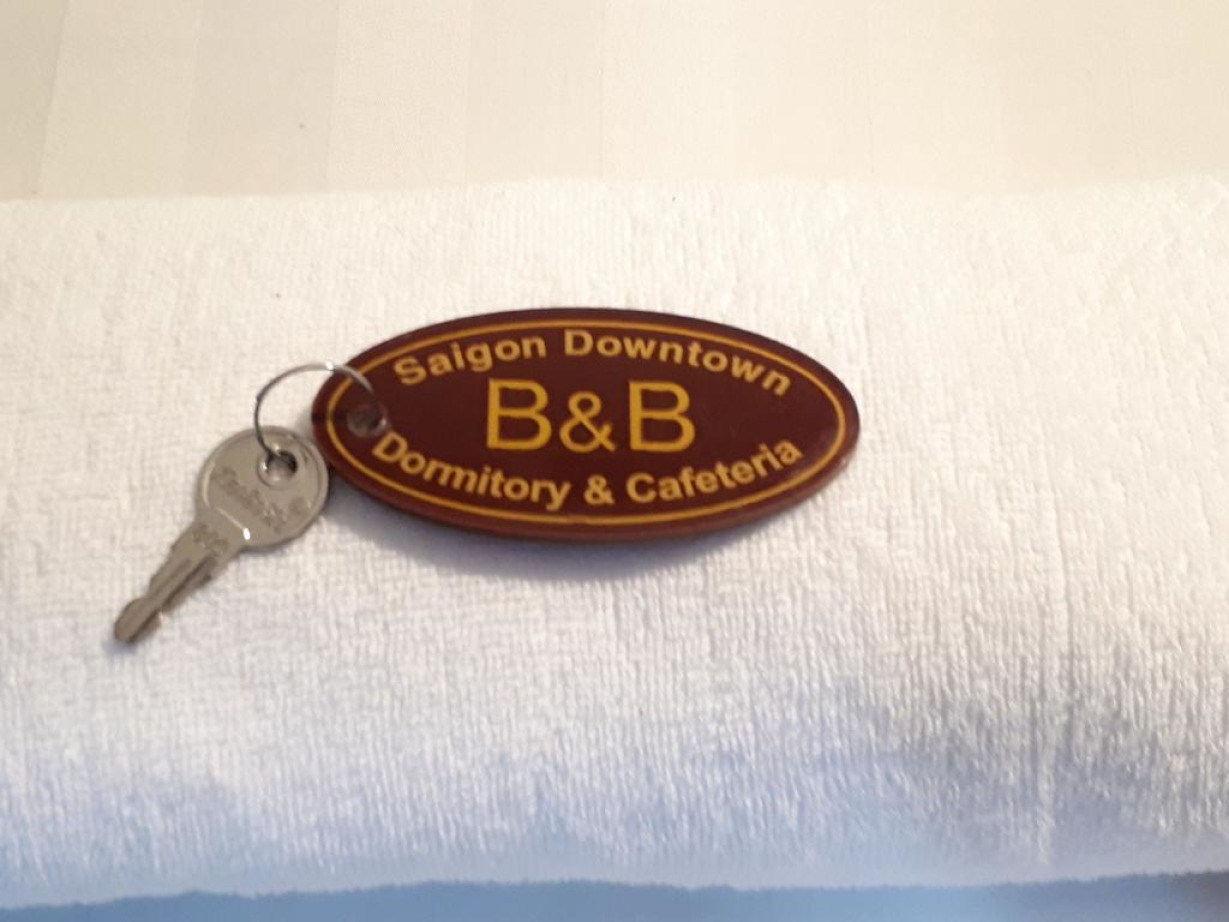 Saigon Downtown
B&B
Dormitory & Cafeteria